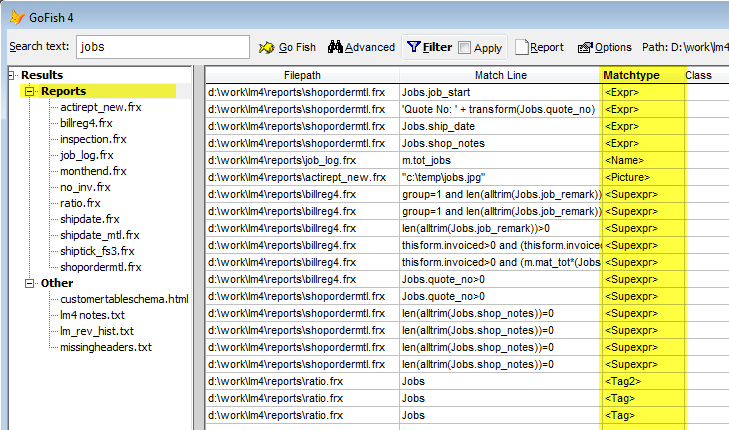 GoFish 4
Search text: jobs Go Fish Advanced Filter Apply Report Options Path: D:\work\lm4
Results
Reports
actirept_new.frx
billreg4.frx
inspection.frx
job_log.frx
monthend.frx
no_inv.frx
ratio.frx
shipdate.frx
shipdate_mtl.frx
shiptick_fs3.frx
shopordermtl.frx
Other
customertableschema.html
lm4 notes.txt
lm_rev_hist.txt
missingheaders.txt
Filepath Match Line Matchtype Class
d:\work\lm4\reports\shopordermtl.frx Jobs.job_start <Expr>
d:\work\lm4\reports\shopordermtl.frx 'Quote No: ' + transform(Jobs.quote_no) <Expr>
d:\work\lm4\reports\shopordermtl.frx Jobs.ship_date <Expr>
d:\work\lm4\reports\shopordermtl.frx Jobs.shop_notes <Expr>
d:\work\lm4\reports\job_log.frx m.tot_jobs <Name>
d:\work\lm4\reports\actirept_new.frx "c:\temp\jobs.jpg" <Picture>
d:\work\lm4\reports\billreg4.frx group=1 and len(alltrim(Jobs.job_remark)) <Supexpr>
d:\work\lm4\reports\billreg4.frx group=1 and len(alltrim(Jobs.job_remark)) <Supexpr>
d:\work\lm4\reports\billreg4.frx len(alltrim(Jobs.job_remark))>0 <Supexpr>
d:\work\lm4\reports\billreg4.frx thisform.invoiced>0 and (thisform.invoiced <Supexpr>
d:\work\lm4\reports\billreg4.frx thisform.invoiced>0 and (m.mat_tot*(Jobs <Supexpr>
d:\work\lm4\reports\billreg4.frx Jobs.quote_no>0 <Supexpr>
d:\work\lm4\reports\shopordermtl.frx Jobs.quote_no>0 <Supexpr>
d:\work\lm4\reports\shopordermtl.frx len(alltrim(Jobs.shop_notes))=0 <Supexpr>
d:\work\lm4\reports\shopordermtl.frx len(alltrim(Jobs.shop_notes))=0 <Supexpr>
d:\work\lm4\reports\shopordermtl.frx len(alltrim(Jobs.shop_notes))=0 <Supexpr>
d:\work\lm4\reports\shopordermtl.frx len(alltrim(Jobs.shop_notes))=0 <Supexpr>
d:\work\lm4\reports\ratio.frx Jobs <Tag2>
d:\work\lm4\reports\ratio.frx Jobs <Tag>
d:\work\lm4\reports\ratio.frx Jobs <Tag>